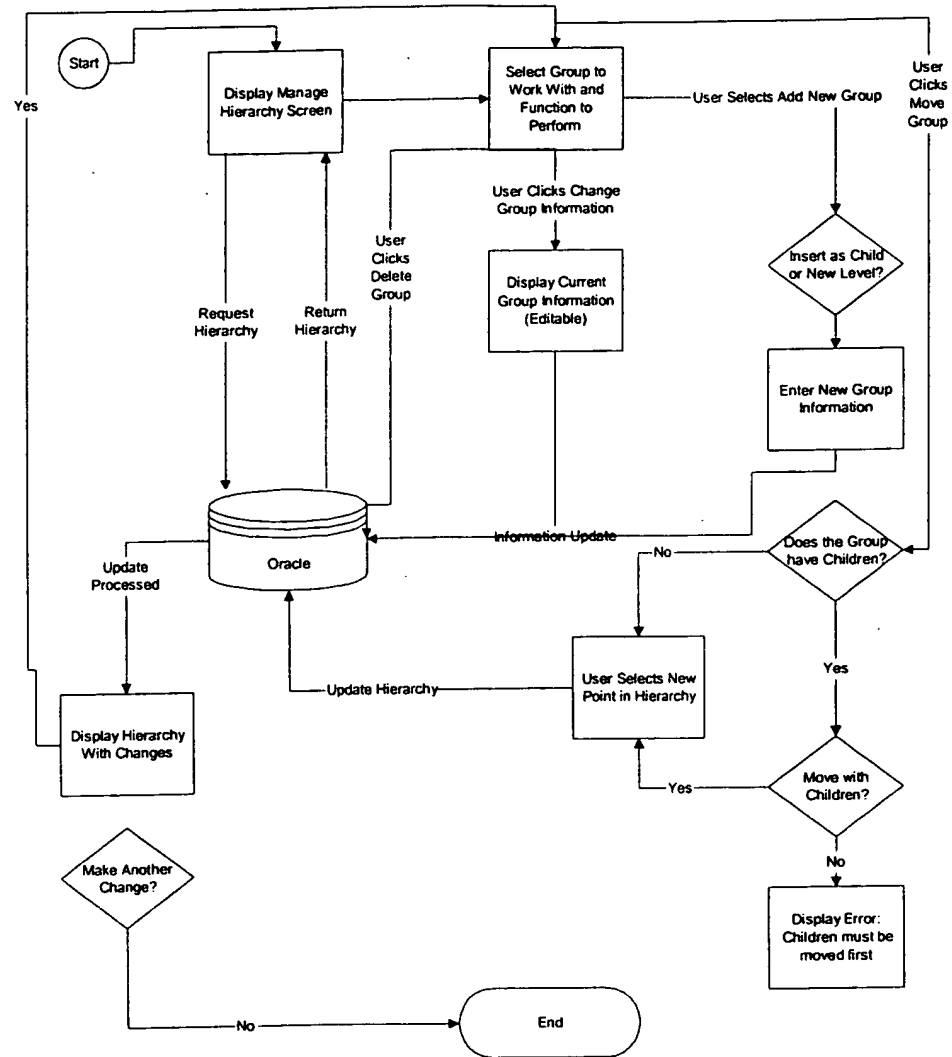 Start
Yes
Display Manage
Hierarchy Screen
Select Group to
Work With and
Function to
Perform
User Selects Add New Group
User
Clicks
Move
Group
User Clicks Change
Group Information
User
Clicks
Delete
Group
Insert as Child
or New Level?
Display Current
Group Information
(Editable)
Request
Hierarchy
Return
Hierarchy
Enter New Group
Information
Information Update
Oracle
Update
Processed
No
Does the Group
have Children?
Yes
Update Hierarchy
User Selects New
Point in Hierarchy
Display Hierarchy
With Changes
Yes
Move with
Children?
No
Make Another
Change?
Display Error:
Children must be
moved first
No
End